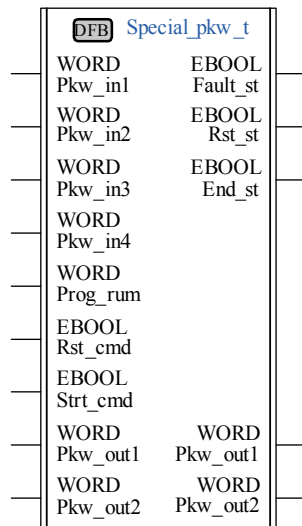 DFB Special_pkw_t
WORD EBOOL
Pkw_in1 Fault_st
WORD EBOOL
Pkw_in2 Rst_st
WORD EBOOL
Pkw_in3 End_st
WORD
Pkw_in4
WORD
Prog_rum
EBOOL
Rst_cmd
EBOOL
Strt_cmd
WORD WORD
Pkw_out1 Pkw_out1
WORD WORD
Pkw_out2 Pkw_out2